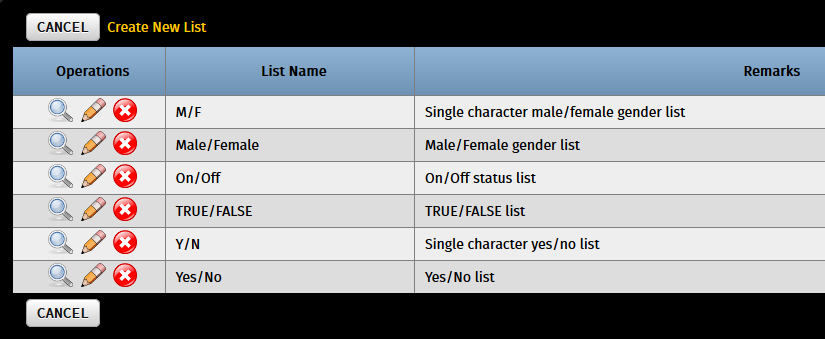 CANCEL Create New List
Operations List Name Remarks
M/F Single character male/female gender list
Male/Female Male/Female gender list
On/Off On/Off status list
TRUE/FALSE TRUE/FALSE list
Y/N Single character yes/no list
Yes/No Yes/No list
CANCEL